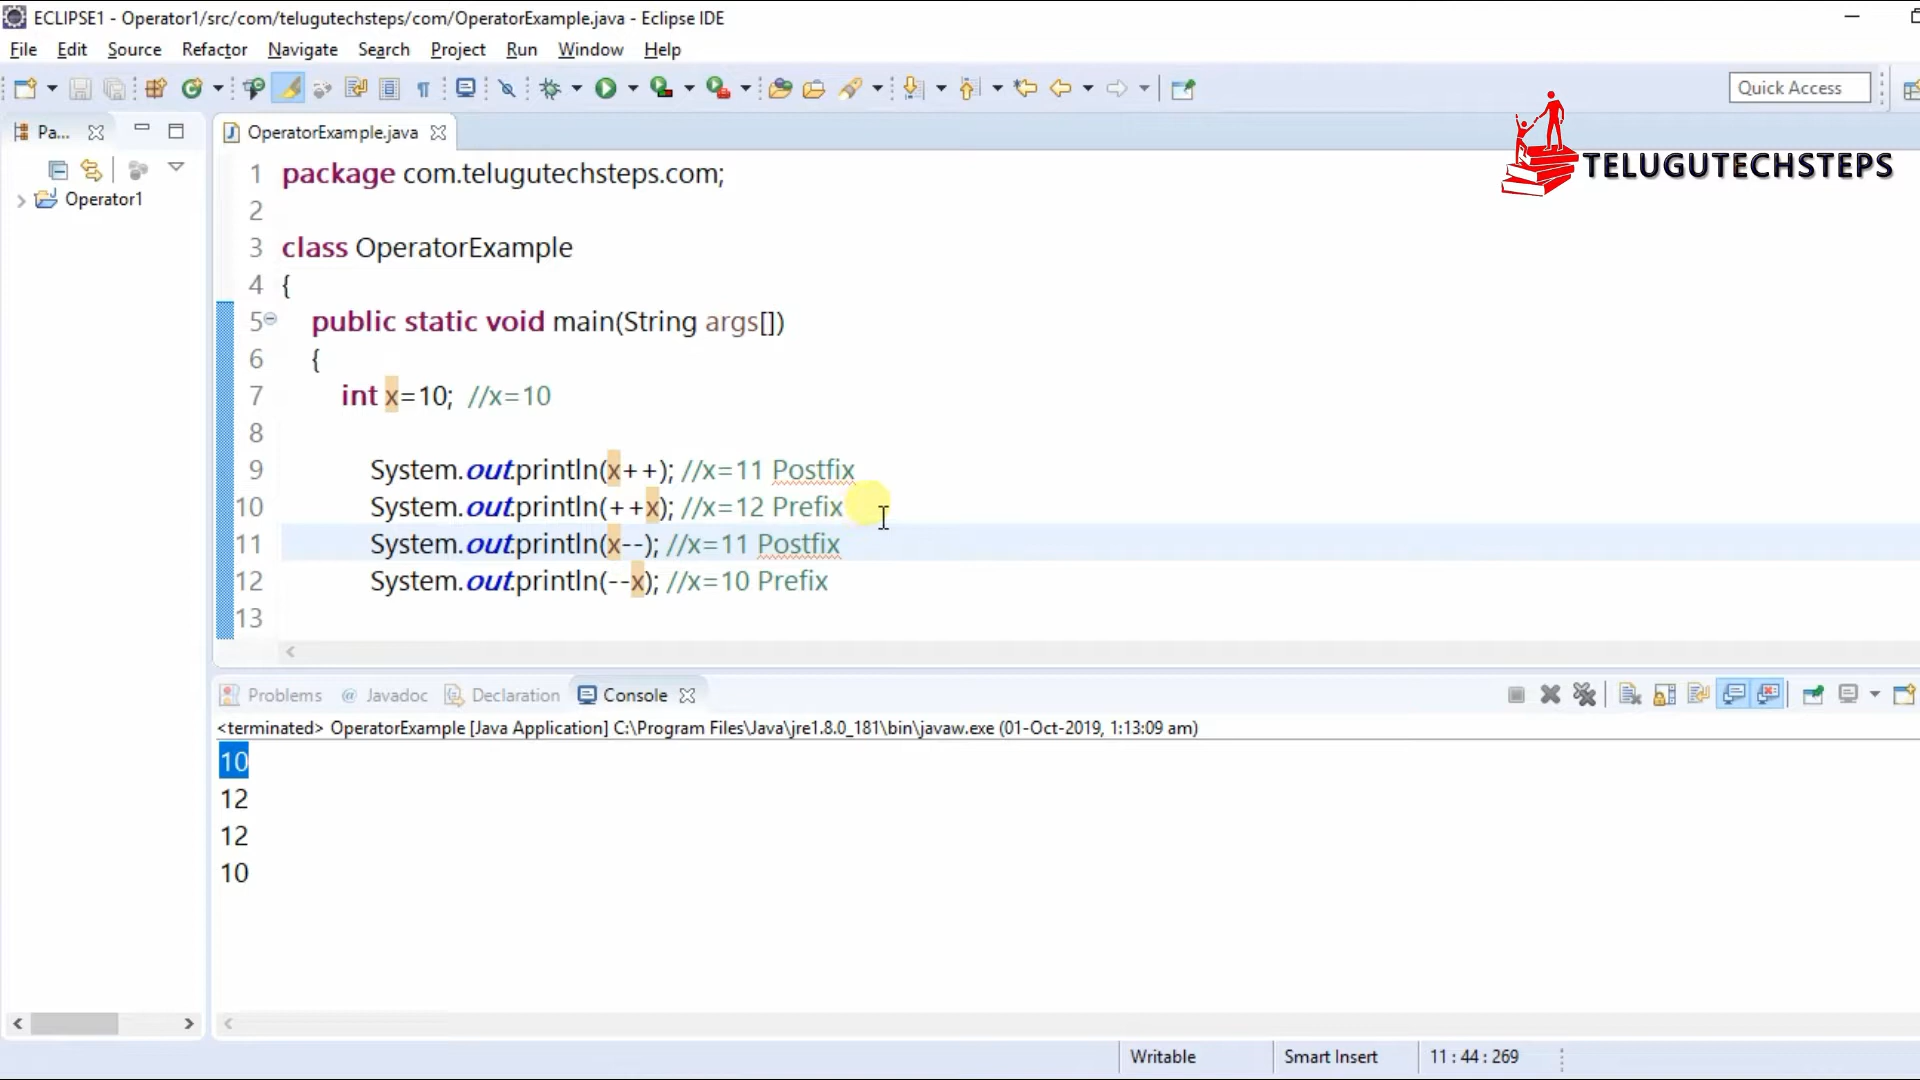 ECLIPSE1 - Operator1/src/com/telugutechsteps/com/OperatorExample.java - Eclipse IDE
File Edit Source Refactor Navigate Search Project Run Window Help
Quick Access
Pa...
OperatorExample.java
TELUGUTECHSTEPS
Operator1
1 package com.telugutechsteps.com;
2
3 class OperatorExample
4 {
5 public static void main(String args[])
6 {
7 int x=10; //x=10
8
9 System.out.println(x++); //x=11 Postfix
10 System.out.println(++x); //x=12 Prefix
11 System.out.println(x--); //x=11 Postfix
12 System.out.println(--x); //x=10 Prefix
13
Problems @ Javadoc Declaration Console
<terminated> OperatorExample [Java Application] C:\Program Files\Java\jre1.8.0_181\bin\javaw.exe (01-Oct-2019, 1:13:09 am)
10
12
12
10
Writable Smart Insert 11 : 44 : 269